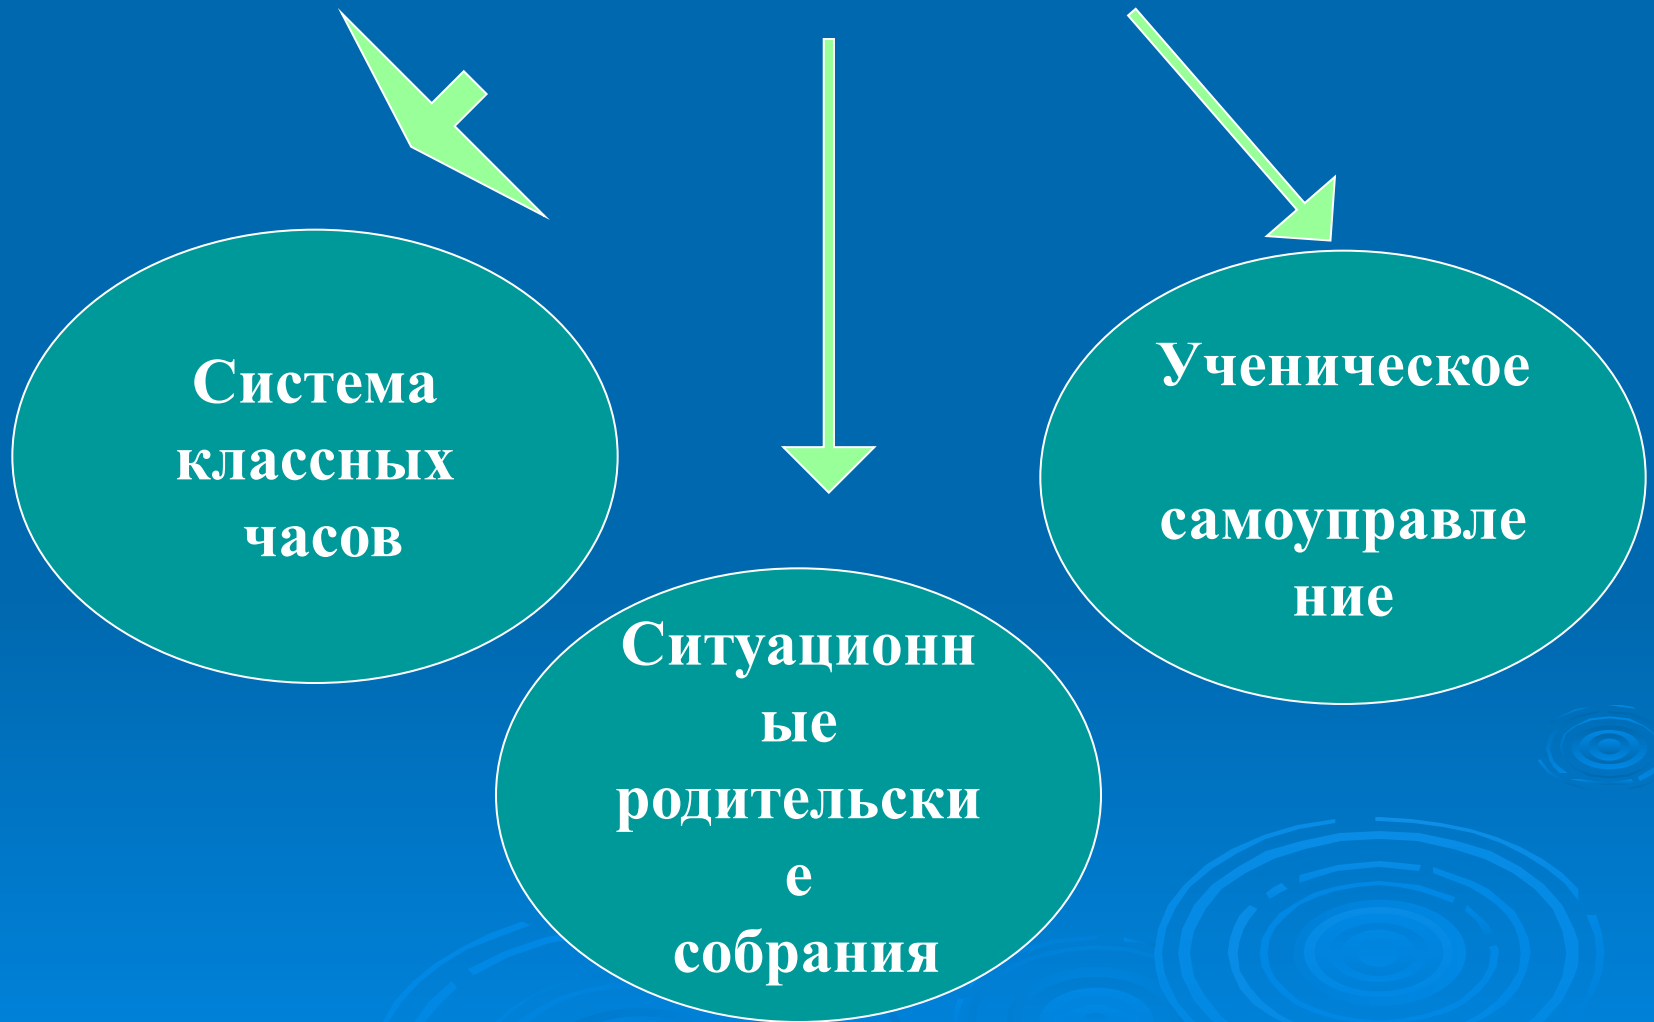 Система
классных
часов
Ситуационн
ые
родительски
е
собрания
Ученическое
самоуправле
ние